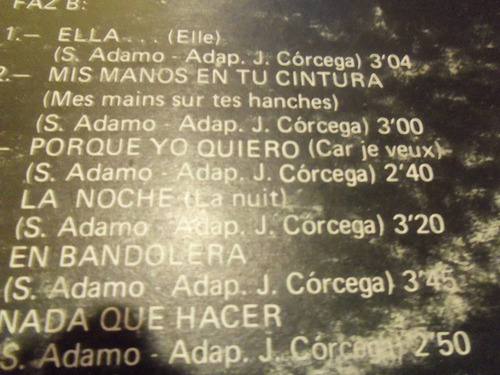 FAZ B:
1.— ELLA... (Elle)
(S. Adamo - Adap. J. Córcega) 3'04
2.— MIS MANOS EN TU CINTURA
(Mes mains sur tes hanches)
(S. Adamo - Adap. J. Córcega) 3'00
— PORQUE YO QUIERO (Car je veux)
(S. Adamo - Adap. J. Córcega) 2'40
LA NOCHE (La nuit)
(S. Adamo - Adap. J. Córcega) 3'20
EN BANDOLERA
(S. Adamo Adap. J. Córcega) 3'45
NADA QUE HACER
S. Adamo - Adap. J. Córcega) 2'50